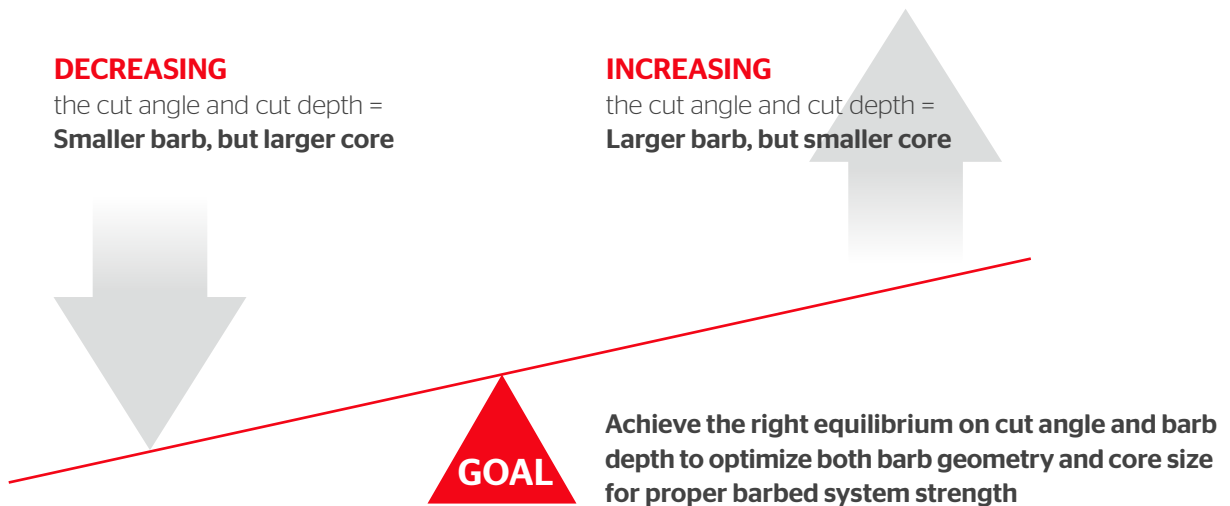 DECREASING
the cut angle and cut depth =
Smaller barb, but larger core
INCREASING
the cut angle and cut depth =
Larger barb, but smaller core
GOAL
Achieve the right equilibrium on cut angle and barb
depth to optimize both barb geometry and core size
for proper barbed system strength